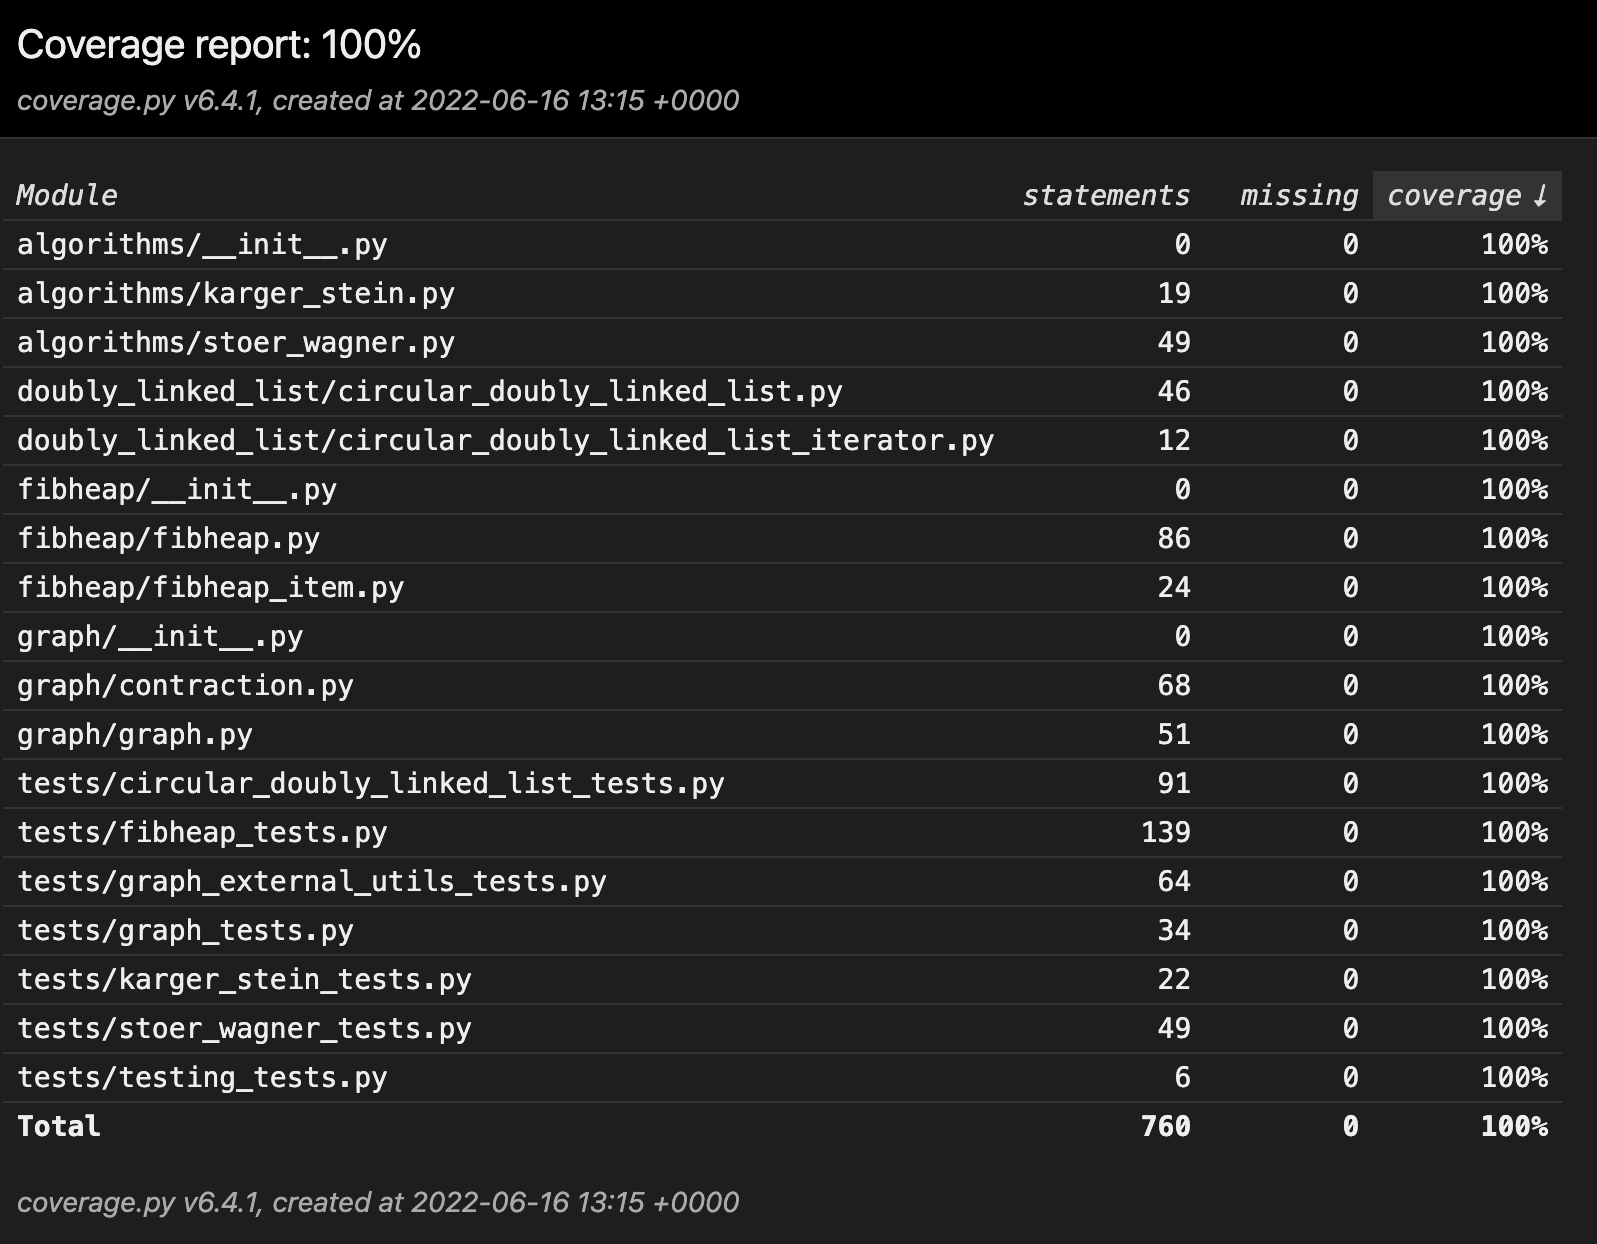 Coverage report: 100%
coverage.py v6.4.1, created at 2022-06-16 13:15 +0000
Module statements missing coverage ↓
algorithms/__init__.py 0 0 100%
algorithms/karger_stein.py 19 0 100%
algorithms/stoer_wagner.py 49 0 100%
doubly_linked_list/circular_doubly_linked_list.py 46 0 100%
doubly_linked_list/circular_doubly_linked_list_iterator.py 12 0 100%
fibheap/__init__.py 0 0 100%
fibheap/fibheap.py 86 0 100%
fibheap/fibheap_item.py 24 0 100%
graph/__init__.py 0 0 100%
graph/contraction.py 68 0 100%
graph/graph.py 51 0 100%
tests/circular_doubly_linked_list_tests.py 91 0 100%
tests/fibheap_tests.py 139 0 100%
tests/graph_external_utils_tests.py 64 0 100%
tests/graph_tests.py 34 0 100%
tests/karger_stein_tests.py 22 0 100%
tests/stoer_wagner_tests.py 49 0 100%
tests/testing_tests.py 6 0 100%
Total 760 0 100%
coverage.py v6.4.1, created at 2022-06-16 13:15 +0000